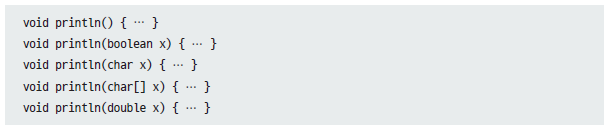 void println() { ⋯ }
void println(boolean x) { ⋯ }
void println(char x) { ⋯ }
void println(char[] x) { ⋯ }
void println(double x) { ⋯ }